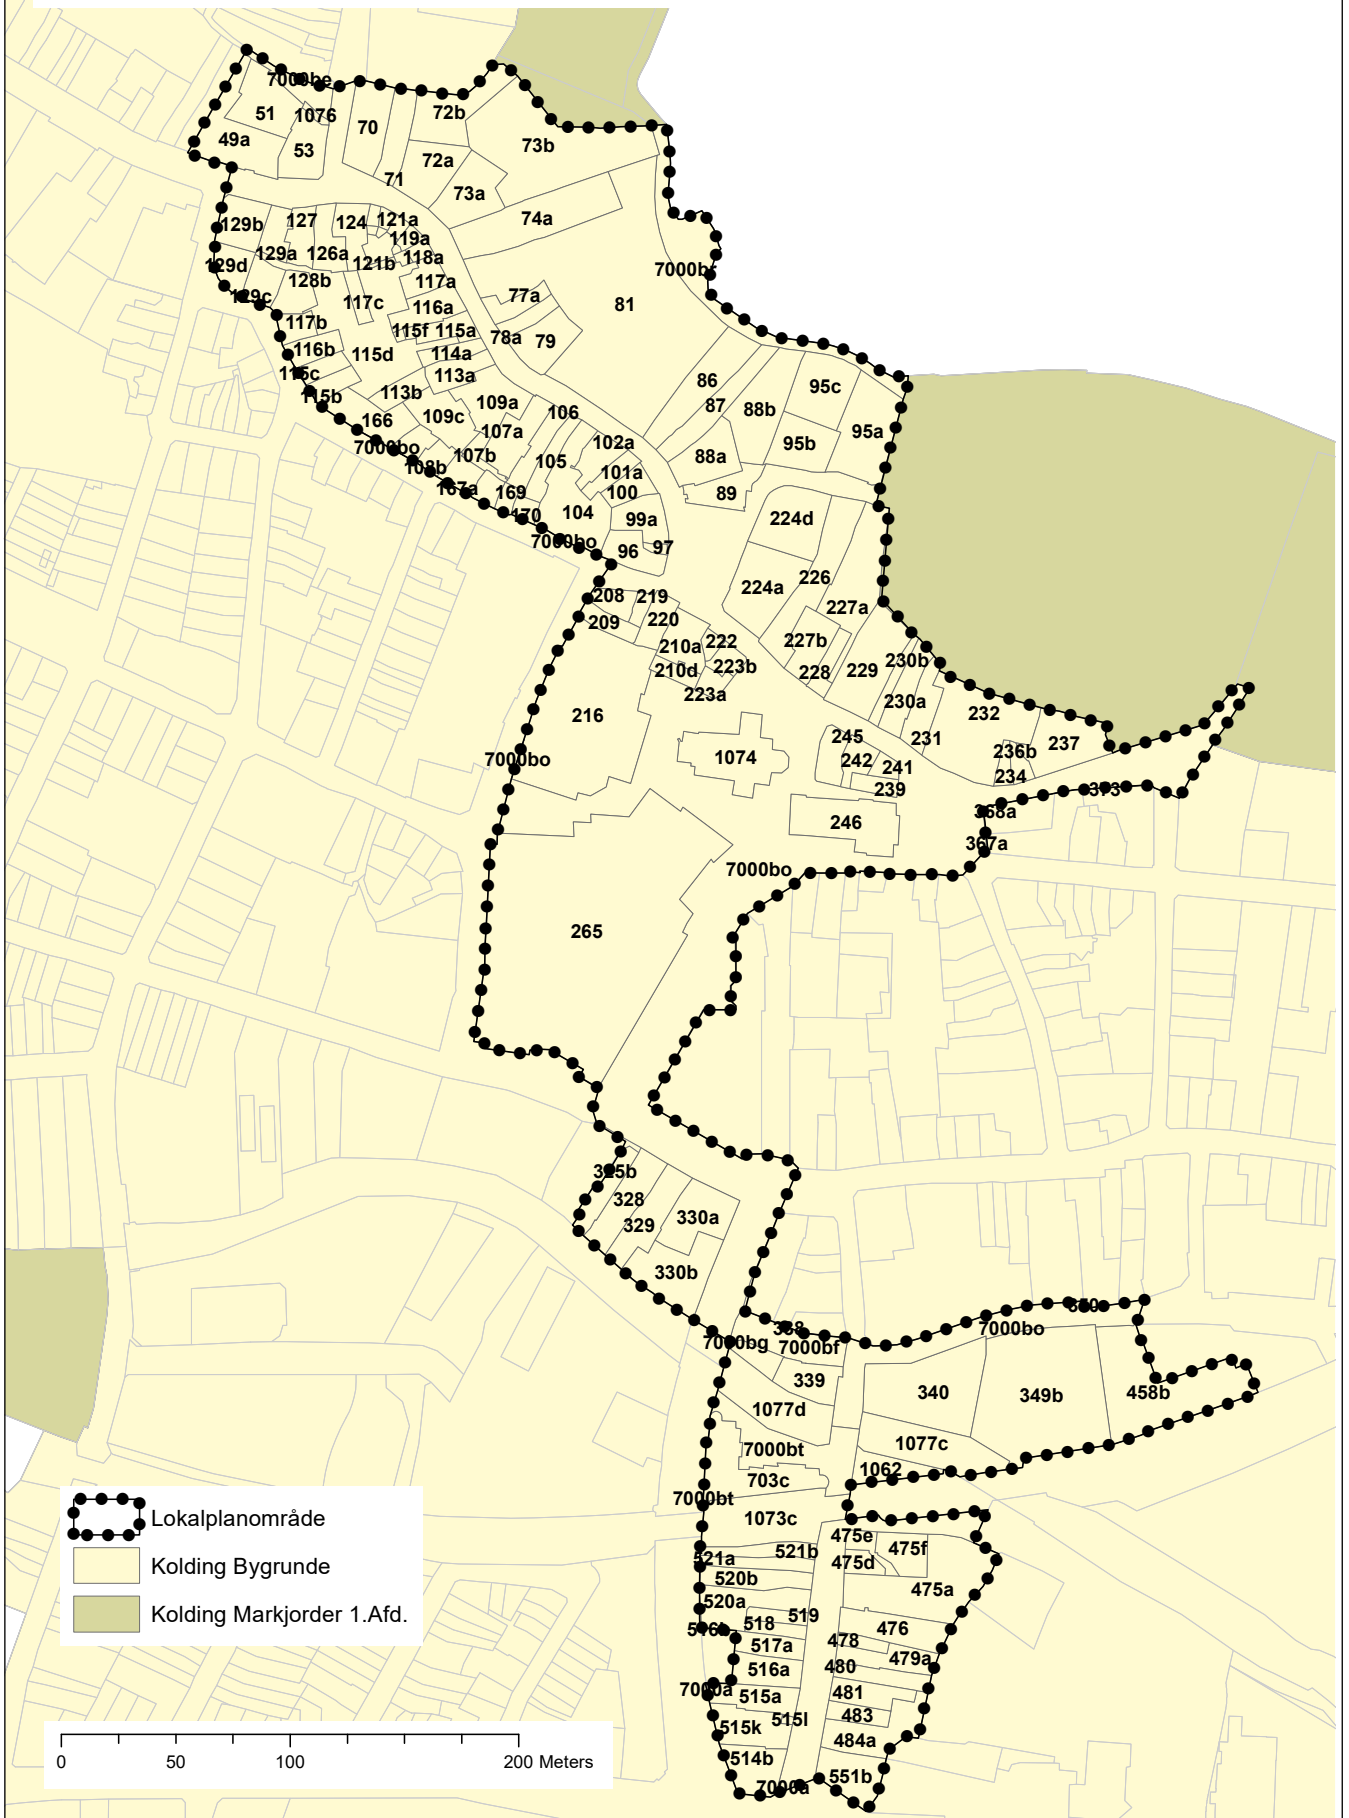 7000be
51
1076
70
72b
49a
53
73b
72a
71
73a
74a
129b
127
124
121a
119a
129a
126a
121b
118a
129d
128b
117a
7000br
129c
117c
116a
77a
81
117b
115f
115a
78a
79
116b
115d
114a
115c
113a
86
95c
115b
113b
109a
87
88b
166
109c
106
95a
107a
102a
95b
7000bo
107b
105
88a
108b
101a
167a
169
100
89
170
104
99a
224d
7000bo
96
97
208
219
224a
226
209
220
227a
210a
222
227b
210d
223b
228
229
230b
223a
230a
216
232
245
231
237
7000bo
1074
242
241
236b
234
239
373
246
368a
367a
7000bo
265
325b
328
329
330a
330b
350
338
7000bo
7000bg
7000bf
339
340
349b
458b
1077d
1077c
7000bt
703c
1062
7000bt
1073c
475e
475f
521a
521b
475d
520b
475a
520a
519
518
476
516b
517a
478
479a
516a
480
7000a
515a
481
515k
515l
483
484a
514b
551b
7000a
Lokalplanområde
Kolding Bygrunde
Kolding Markjorder 1.Afd.
0 50 100 200 Meters